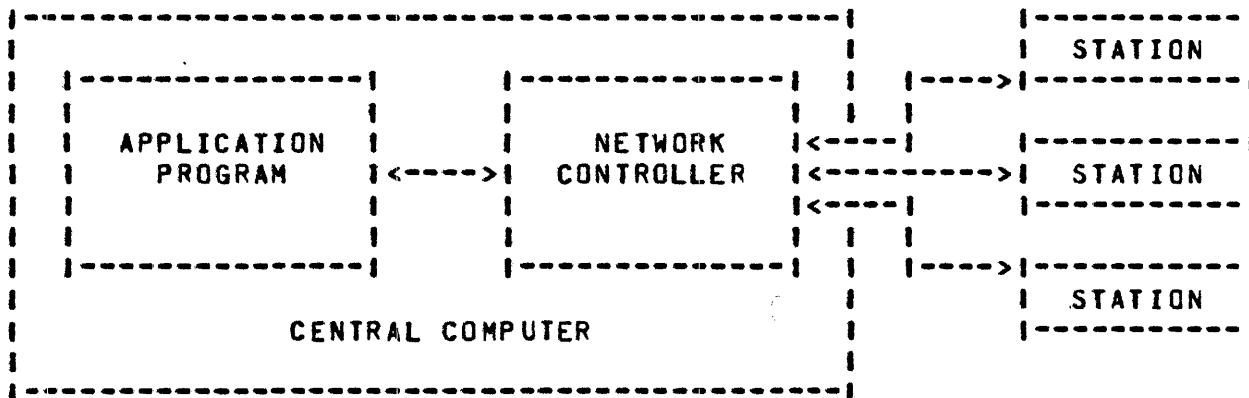 STATION
APPLICATION NETWORK
PROGRAM CONTROLLER STATION
STATION
CENTRAL COMPUTER